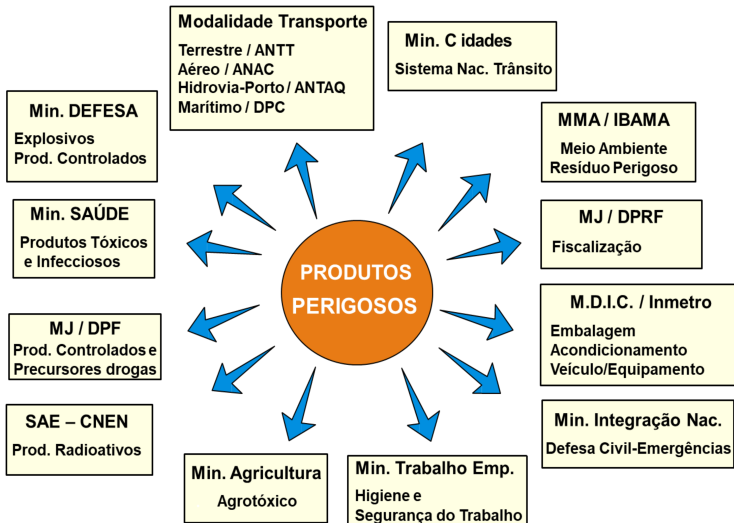 Modalidade Transporte
Terrestre / ANTT
Aéreo / ANAC
Hidrovia-Porto / ANTAQ
Marítimo / DPC
Min. Cidades
Sistema Nac. Trânsito
Min. DEFESA
Explosivos
Prod. Controlados
MMA / IBAMA
Meio Ambiente
Resíduo Perigoso
Min. SAÚDE
Produtos Tóxicos
e Infecciosos
MJ / DPRF
Fiscalização
PRODUTOS
PERIGOSOS
MJ / DPF
Prod. Controlados e
Precursores drogas
M.D.I.C. / Inmetro
Embalagem
Acondicionamento
Veículo/Equipamento
SAE – CNEN
Prod. Radioativos
Min. Integração Nac.
Defesa Civil-Emergências
Min. Agricultura
Agrotóxico
Min. Trabalho Emp.
Higiene e
Segurança do Trabalho